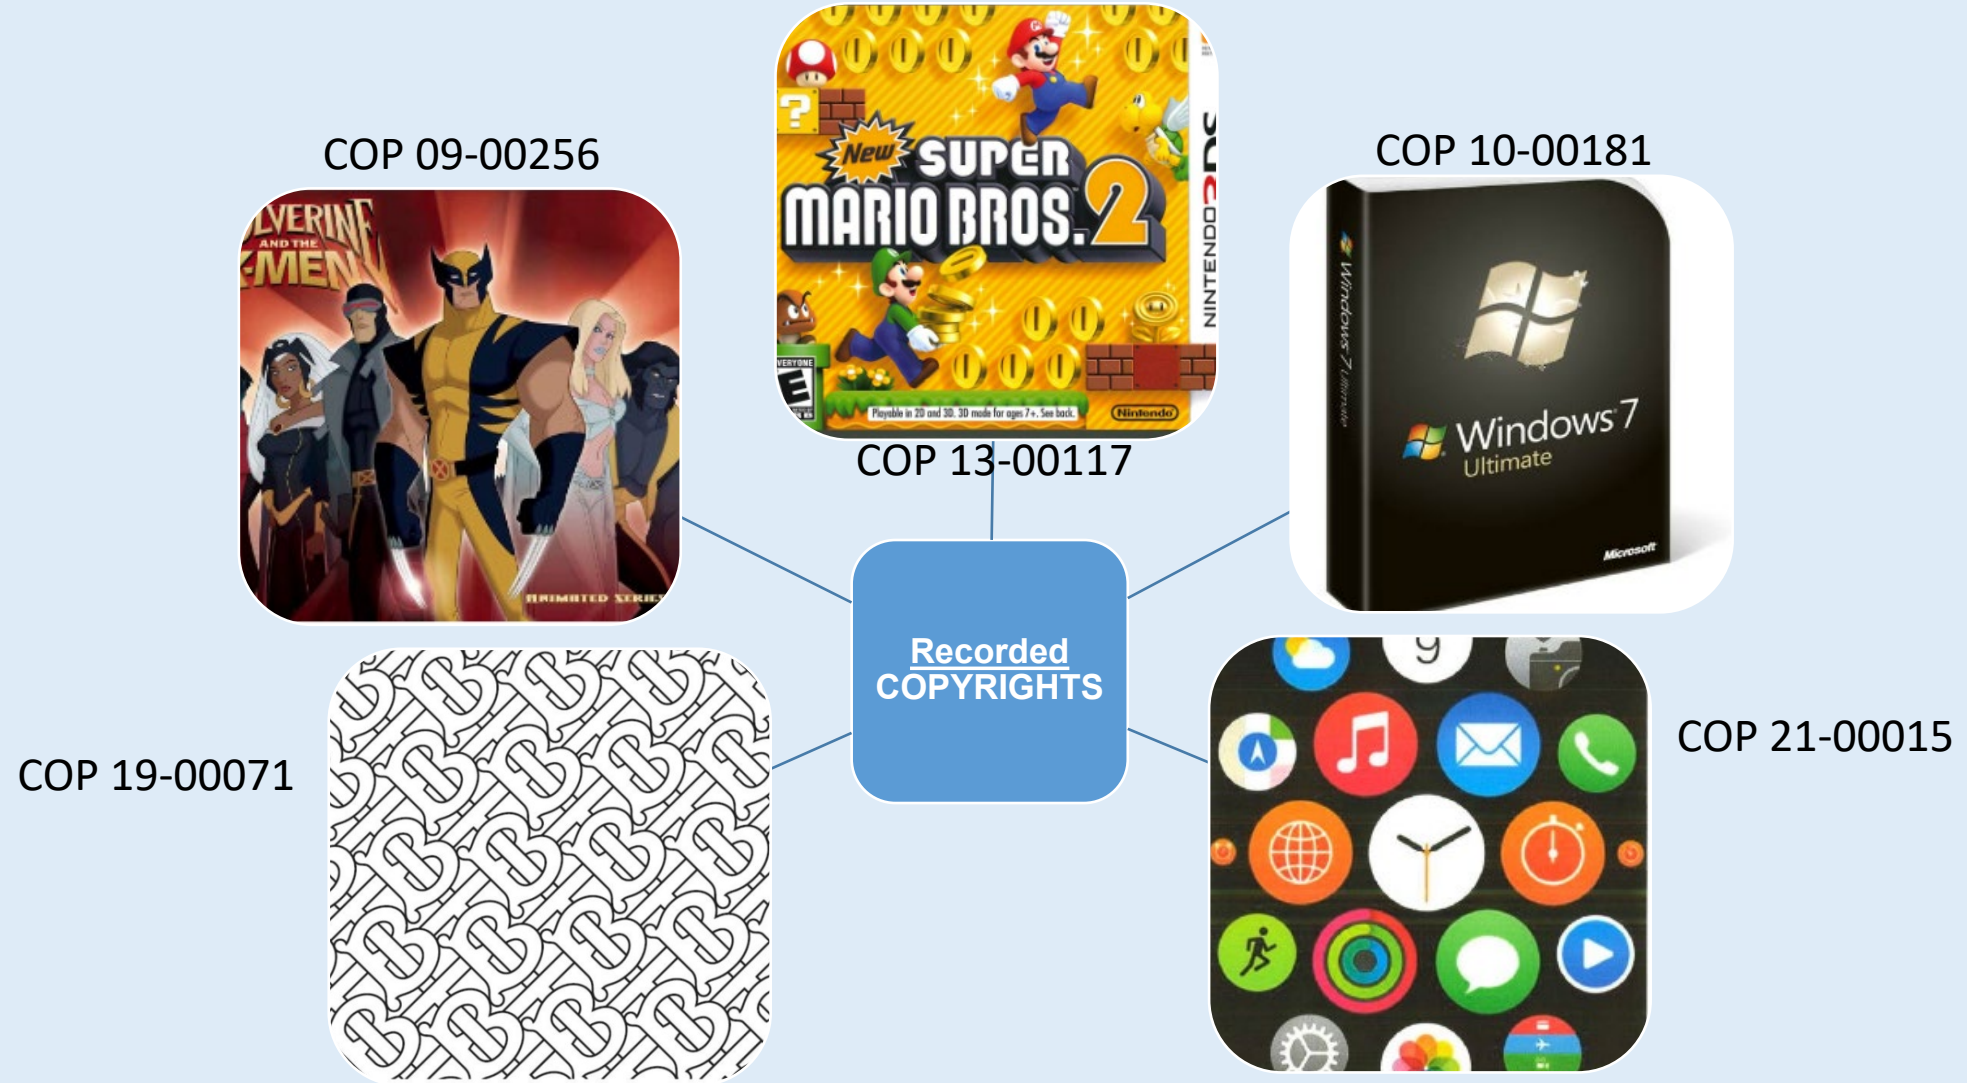 COP 09-00256
LVERINE
AND THE
-MEN
ANIMATED SERIES
?
New SUPER
MARIO BROS. 2
NINTENDO 3DS
EVERYONE
E
Playable in 2D and 3D. 3D mode for ages 7+. See back.
Nintendo
COP 13-00117
COP 10-00181
Windows 7 Ultimate
Windows 7
Ultimate
Microsoft
Recorded
COPYRIGHTS
COP 19-00071
9
COP 21-00015